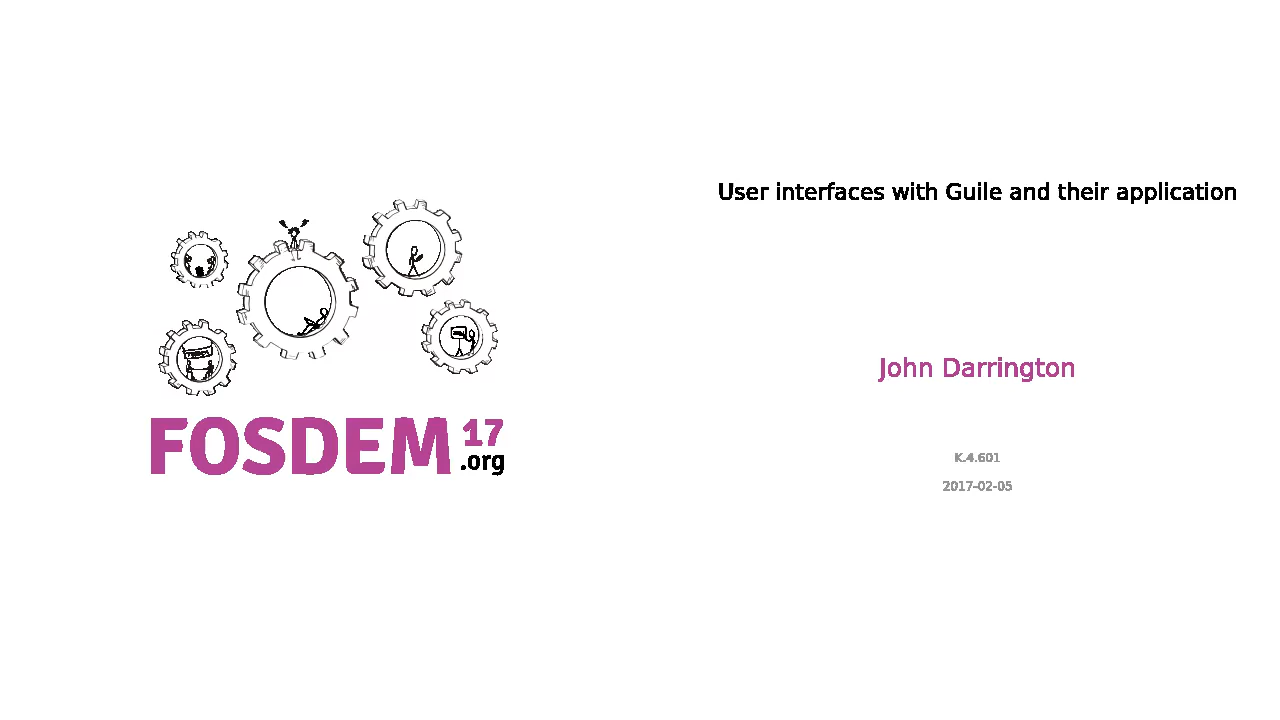 User interfaces with Guile and their application
John Darrington
K.4.601
2017-02-05
FOSDEM 17
.org